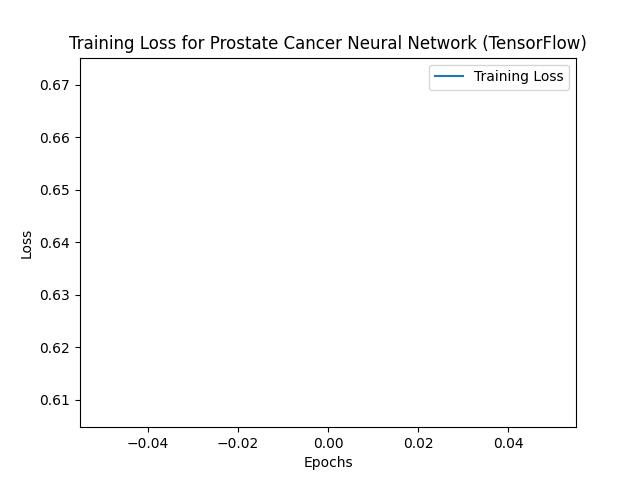 Training Loss for Prostate Cancer Neural Network (TensorFlow)
Training Loss
0.67
0.66
0.65
0.64
0.63
0.62
0.61
Loss
−0.04 −0.02 0.00 0.02 0.04
Epochs